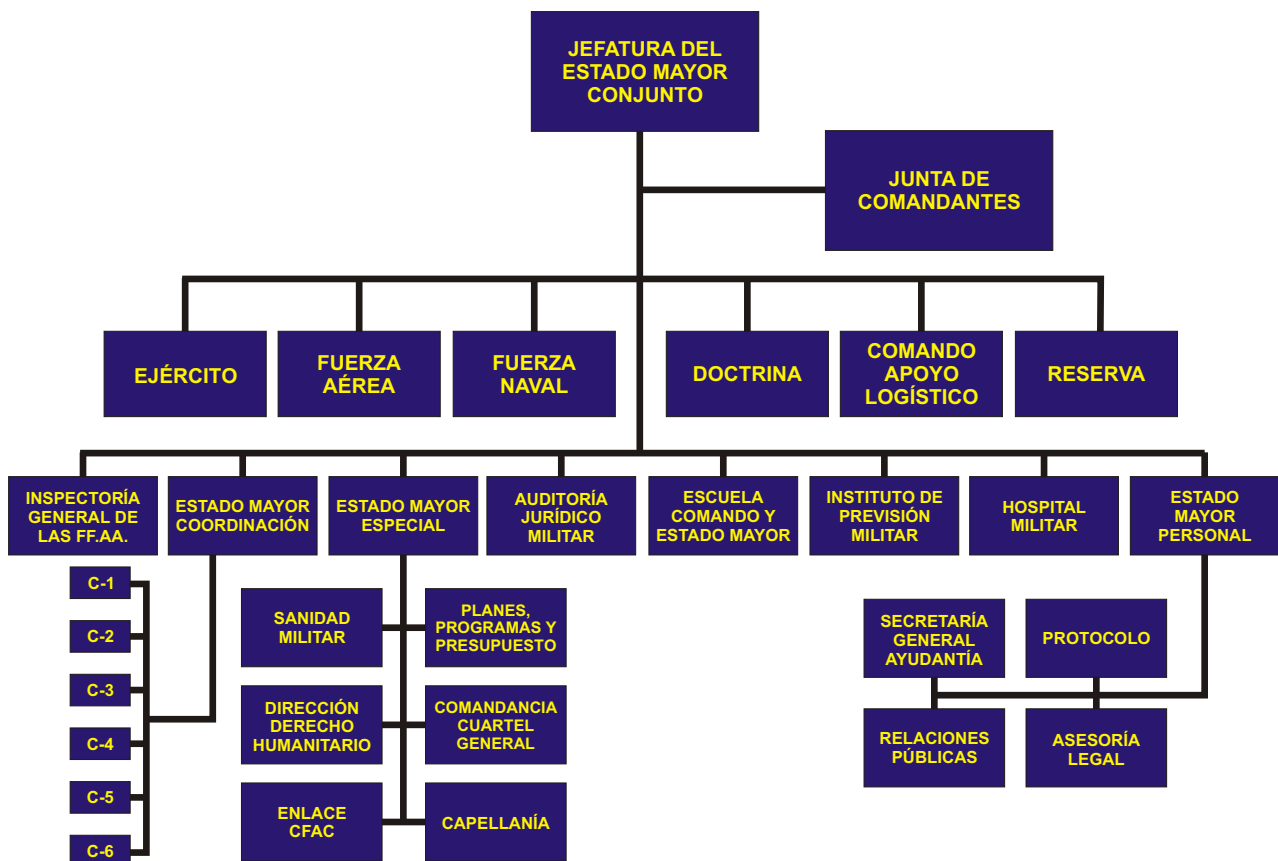 JEFATURA DEL
ESTADO MAYOR
CONJUNTO
JUNTA DE
COMANDANTES
EJÉRCITO
FUERZA
AÉREA
FUERZA
NAVAL
DOCTRINA
COMANDO
APOYO
LOGÍSTICO
RESERVA
INSPECTORÍA
GENERAL DE
LAS FF.AA.
ESTADO MAYOR
COORDINACIÓN
ESTADO MAYOR
ESPECIAL
AUDITORÍA
JURÍDICO
MILITAR
ESCUELA
COMANDO Y
ESTADO MAYOR
INSTITUTO DE
PREVISIÓN
MILITAR
HOSPITAL
MILITAR
ESTADO
MAYOR
PERSONAL
C-1
C-2
C-3
C-4
C-5
C-6
SANIDAD
MILITAR
PLANES,
PROGRAMAS Y
PRESUPUESTO
DIRECCIÓN
DERECHO
HUMANITARIO
COMANDANCIA
CUARTEL
GENERAL
ENLACE
CFAC
CAPELLANÍA
SECRETARÍA
GENERAL
AYUDANTÍA
PROTOCOLO
RELACIONES
PÚBLICAS
ASESORÍA
LEGAL